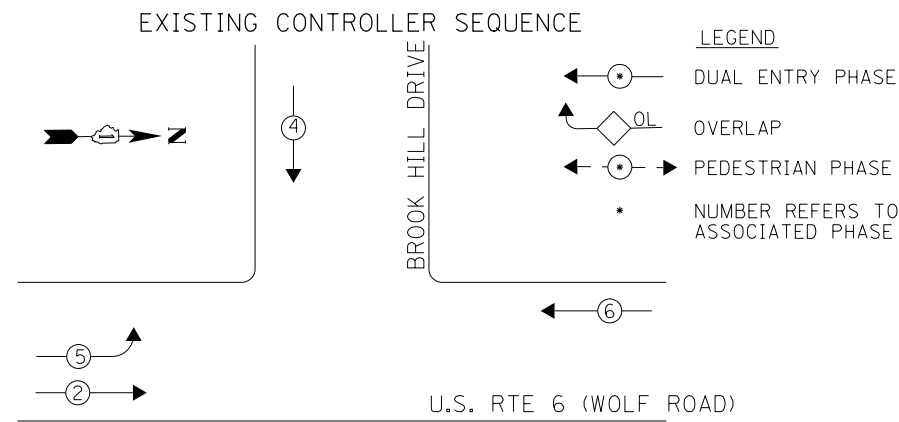 EXISTING CONTROLLER SEQUENCE
LEGEND
DUAL ENTRY PHASE
OL
OVERLAP
PEDESTRIAN PHASE
* NUMBER REFERS TO
ASSOCIATED PHASE
N
4
BROOK HILL DRIVE
6
5
2
U.S. RTE 6 (WOLF ROAD)